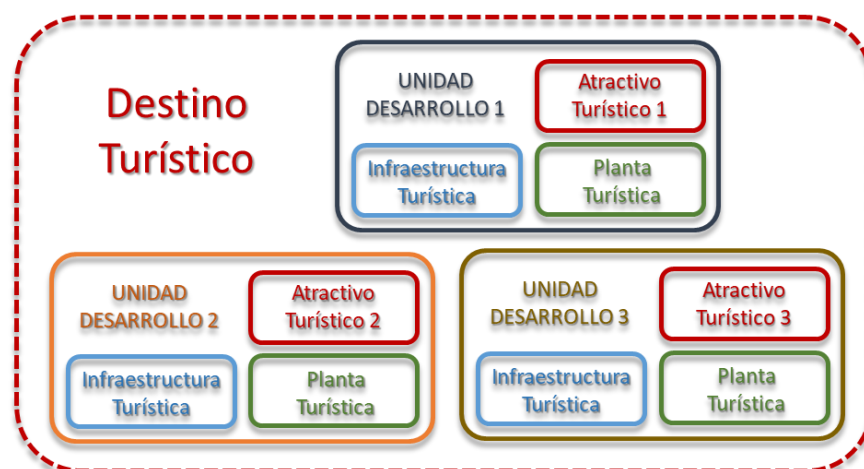 Destino
Turístico
UNIDAD
DESARROLLO 1
Atractivo
Turístico 1
Infraestructura
Turística
Planta
Turística
UNIDAD
DESARROLLO 2
Atractivo
Turístico 2
Infraestructura
Turística
Planta
Turística
UNIDAD
DESARROLLO 3
Atractivo
Turístico 3
Infraestructura
Turística
Planta
Turística